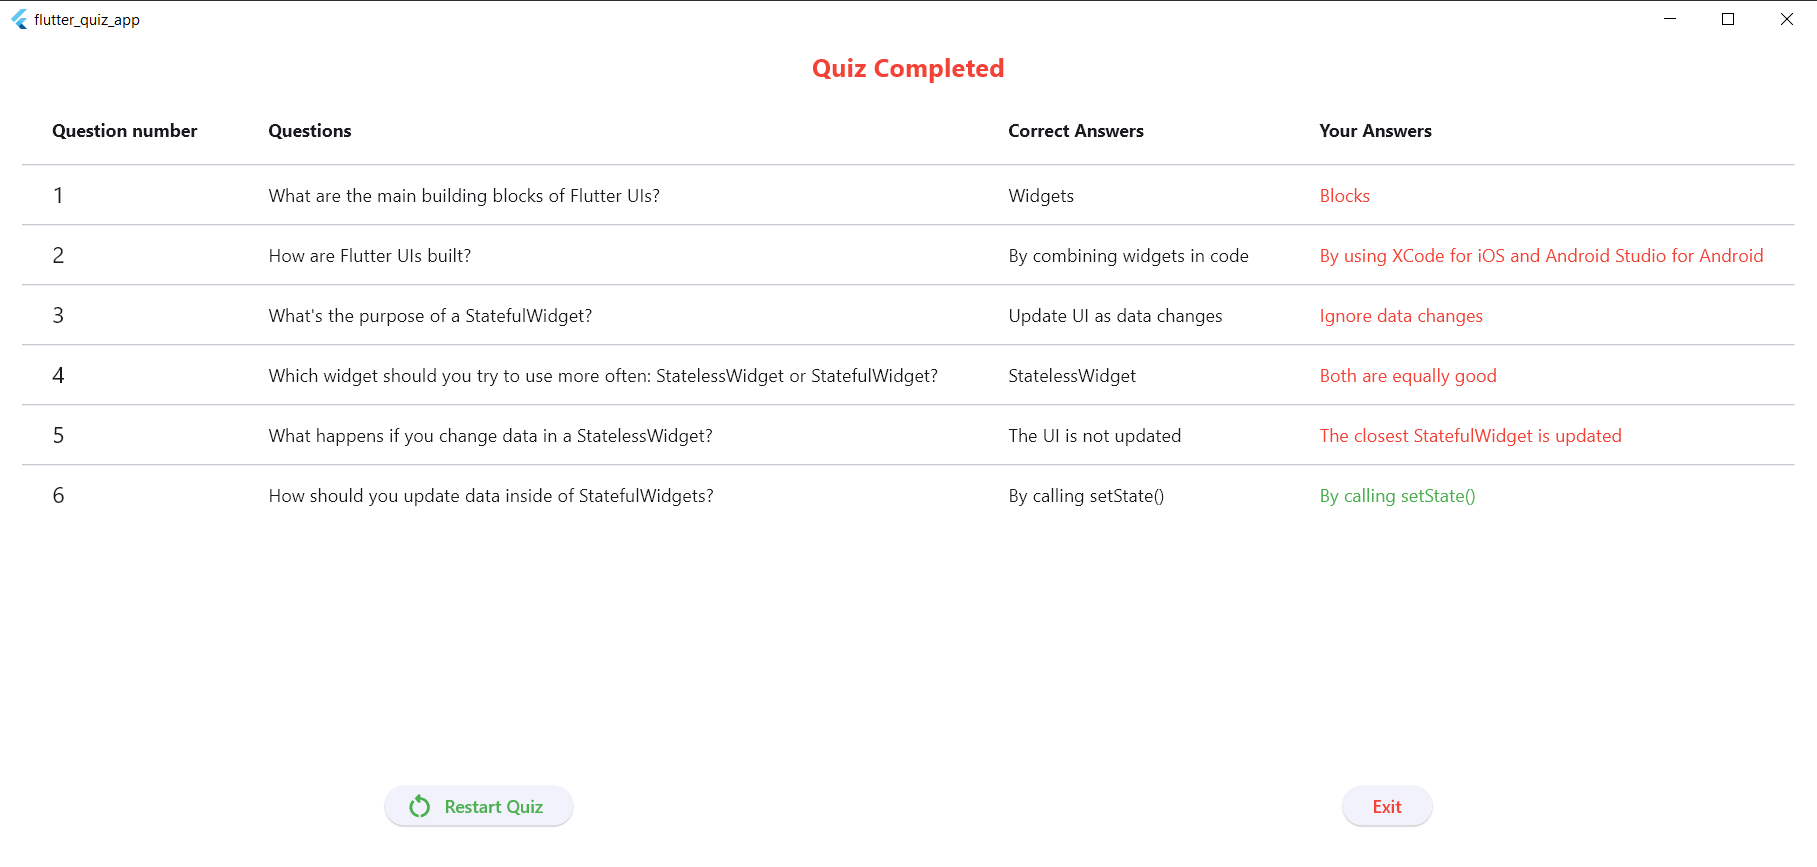 flutter_quiz_app
Quiz Completed
Question number Questions Correct Answers Your Answers
1 What are the main building blocks of Flutter UIs? Widgets Blocks
2 How are Flutter UIs built? By combining widgets in code By using XCode for iOS and Android Studio for Android
3 What's the purpose of a StatefulWidget? Update UI as data changes Ignore data changes
4 Which widget should you try to use more often: StatelessWidget or StatefulWidget? StatelessWidget Both are equally good
5 What happens if you change data in a StatelessWidget? The UI is not updated The closest StatefulWidget is updated
6 How should you update data inside of StatefulWidgets? By calling setState() By calling setState()
Restart Quiz Exit